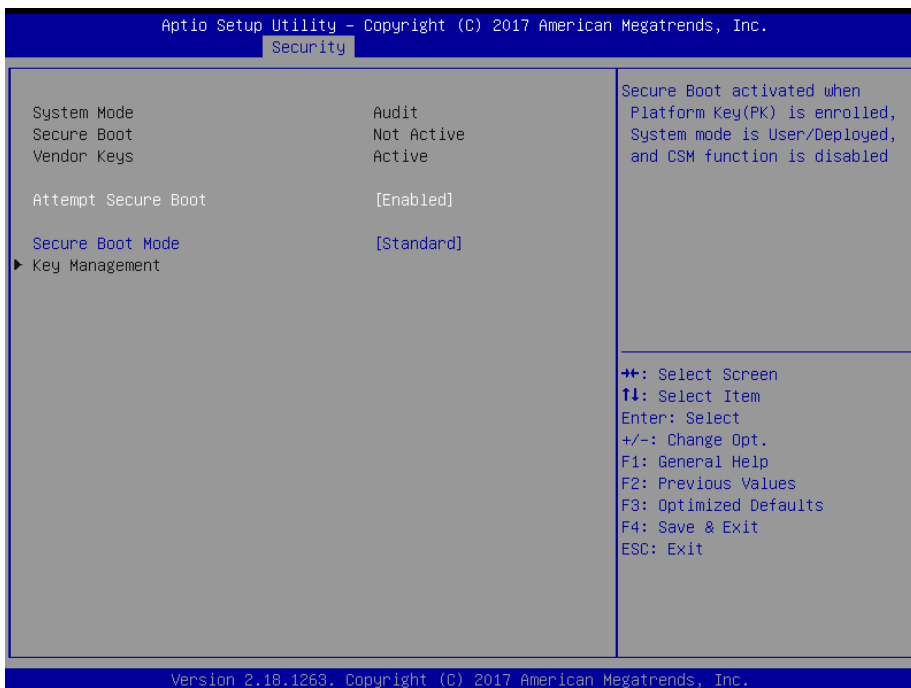 Aptio Setup Utility – Copyright (C) 2017 American Megatrends, Inc.
Security
System Mode Audit
Secure Boot Not Active
Vendor Keys Active
Attempt Secure Boot [Enabled]
Secure Boot Mode [Standard]
▶ Key Management
Secure Boot activated when
Platform Key(PK) is enrolled,
System mode is User/Deployed,
and CSM function is disabled
→←: Select Screen
↑↓: Select Item
Enter: Select
+/-: Change Opt.
F1: General Help
F2: Previous Values
F3: Optimized Defaults
F4: Save & Exit
ESC: Exit
Version 2.18.1263. Copyright (C) 2017 American Megatrends, Inc.